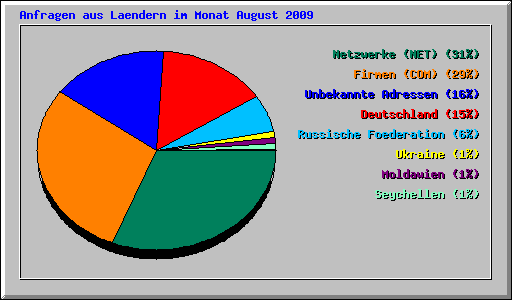 Anfragen aus Laendern im Monat August 2009
Netzwerke (NET) (31%)
Firmen (COM) (29%)
Unbekannte Adressen (16%)
Deutschland (15%)
Russische Foederation (6%)
Ukraine (1%)
Moldawien (1%)
Seychellen (1%)